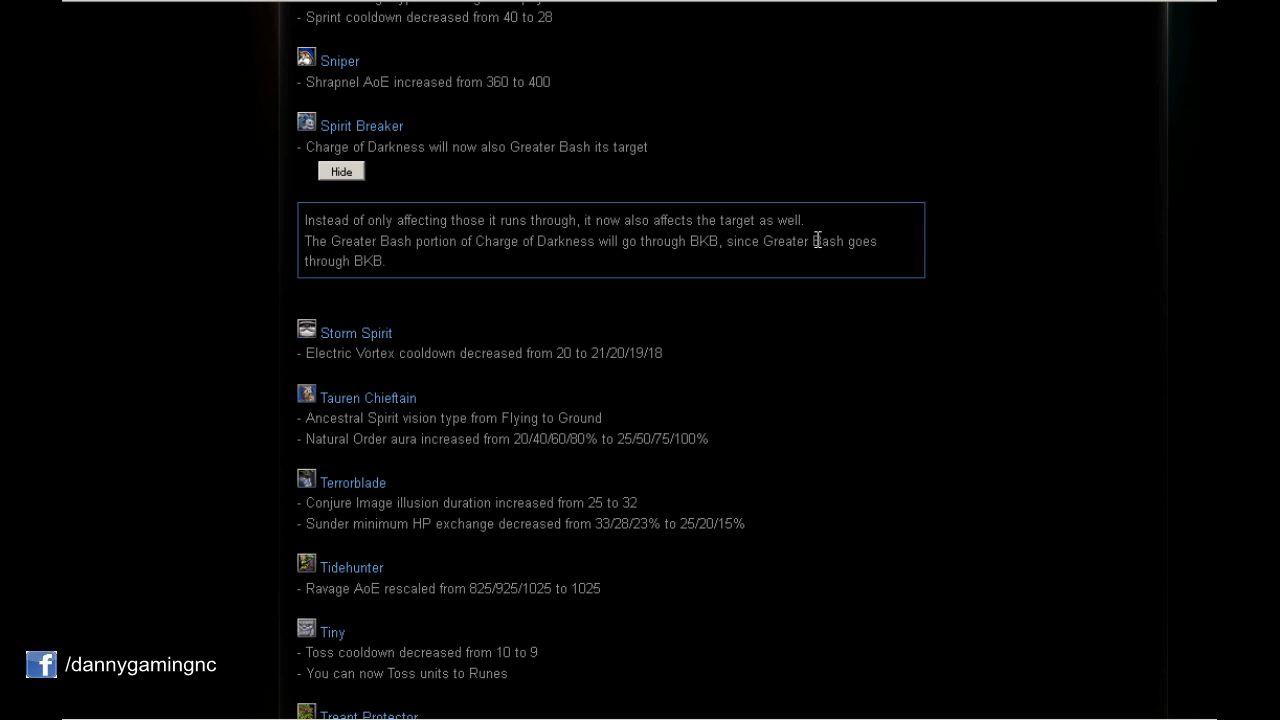 - Sprint cooldown decreased from 40 to 28
Sniper
- Shrapnel AoE increased from 360 to 400
Spirit Breaker
- Charge of Darkness will now also Greater Bash its target
Hide
Instead of only affecting those it runs through, it now also affects the target as well.
The Greater Bash portion of Charge of Darkness will go through BKB, since Greater Bash goes
through BKB.
Storm Spirit
- Electric Vortex cooldown decreased from 20 to 21/20/19/18
Tauren Chieftain
- Ancestral Spirit vision type from Flying to Ground
- Natural Order aura increased from 20/40/60/80% to 25/50/75/100%
Terrorblade
- Conjure Image illusion duration increased from 25 to 32
- Sunder minimum HP exchange decreased from 33/28/23% to 25/20/15%
Tidehunter
- Ravage AoE rescaled from 825/925/1025 to 1025
Tiny
- Toss cooldown decreased from 10 to 9
- You can now Toss units to Runes
Treant Protector
f /dannygamingnc